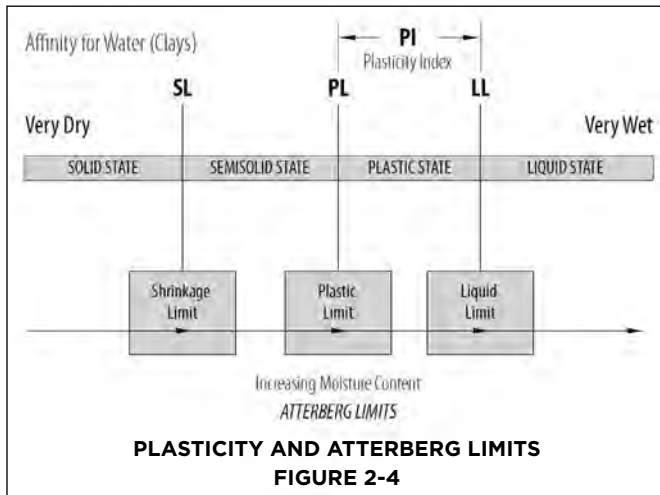 Affinity for Water (Clays)
PI
Plasticity Index
SL
PL
LL
Very Dry
Very Wet
SOLID STATE
SEMISOLID STATE
PLASTIC STATE
LIQUID STATE
Shrinkage
Limit
Plastic
Limit
Liquid
Limit
Increasing Moisture Content
ATTERBERG LIMITS
PLASTICITY AND ATTERBERG LIMITS
FIGURE 2-4